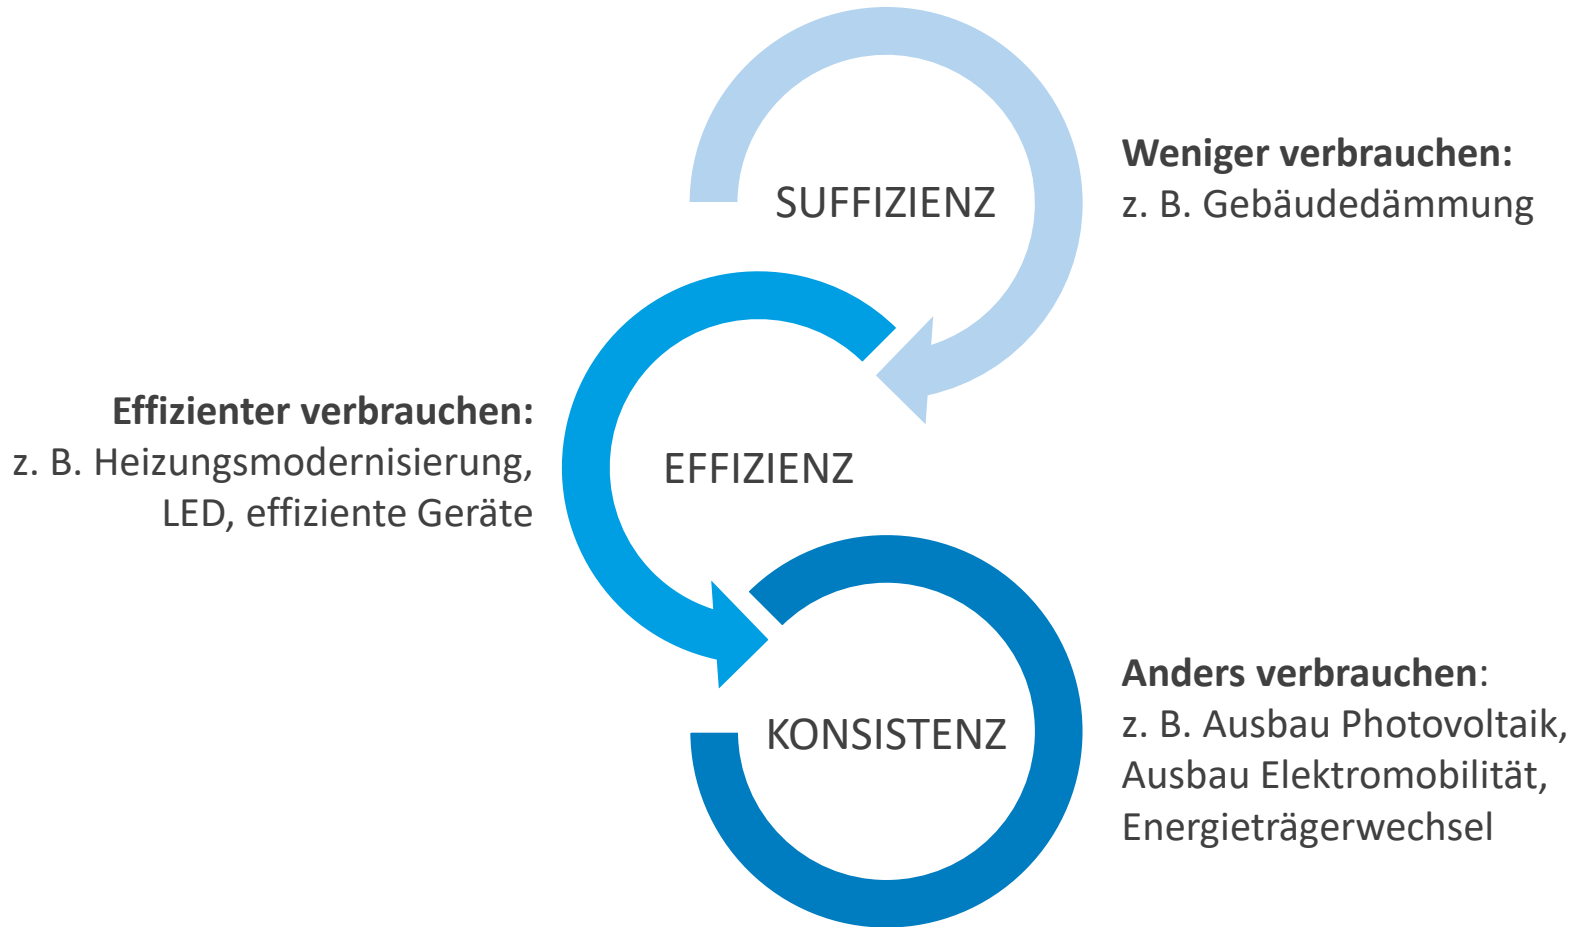 SUFFIZIENZ
Weniger verbrauchen:
z. B. Gebäudedämmung
Effizienter verbrauchen:
z. B. Heizungsmodernisierung,
LED, effiziente Geräte
EFFIZIENZ
KONSISTENZ
Anders verbrauchen:
z. B. Ausbau Photovoltaik,
Ausbau Elektromobilität,
Energieträgerwechsel